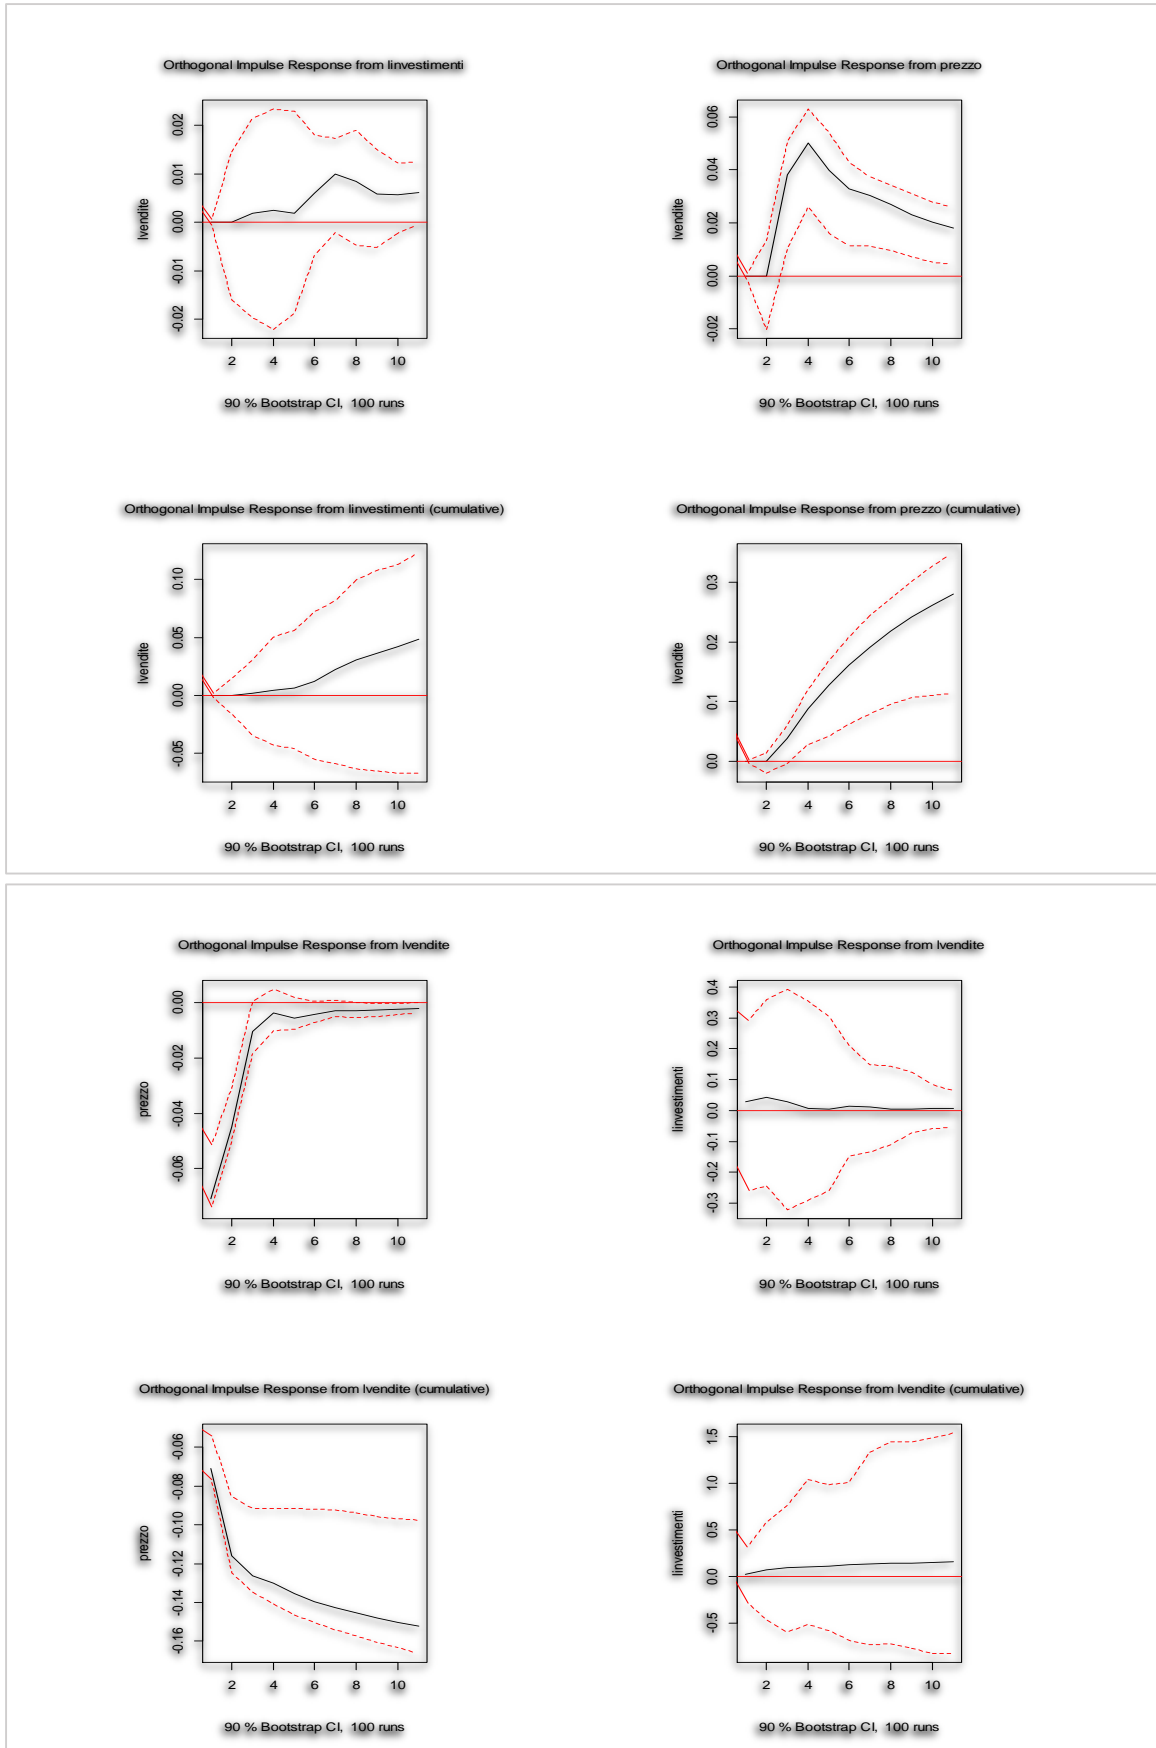 Orthogonal Impulse Response from linvestimenti
lvendite
0.02
0.01
0.00
-0.01
-0.02
2 4 6 8 10
90 % Bootstrap CI, 100 runs
Orthogonal Impulse Response from prezzo
lvendite
0.06
0.04
0.02
0.00
-0.02
2 4 6 8 10
90 % Bootstrap CI, 100 runs
Orthogonal Impulse Response from linvestimenti (cumulative)
lvendite
0.10
0.05
0.00
-0.05
2 4 6 8 10
90 % Bootstrap CI, 100 runs
Orthogonal Impulse Response from prezzo (cumulative)
lvendite
0.3
0.2
0.1
0.0
2 4 6 8 10
90 % Bootstrap CI, 100 runs
Orthogonal Impulse Response from lvendite
prezzo
0.00
-0.02
-0.04
-0.06
2 4 6 8 10
90 % Bootstrap CI, 100 runs
Orthogonal Impulse Response from lvendite
linvestimenti
0.4
0.3
0.2
0.1
0.0
-0.1
-0.2
-0.3
2 4 6 8 10
90 % Bootstrap CI, 100 runs
Orthogonal Impulse Response from lvendite (cumulative)
prezzo
-0.06
-0.08
-0.10
-0.12
-0.14
-0.16
2 4 6 8 10
90 % Bootstrap CI, 100 runs
Orthogonal Impulse Response from lvendite (cumulative)
linvestimenti
1.5
1.0
0.5
0.0
-0.5
2 4 6 8 10
90 % Bootstrap CI, 100 runs